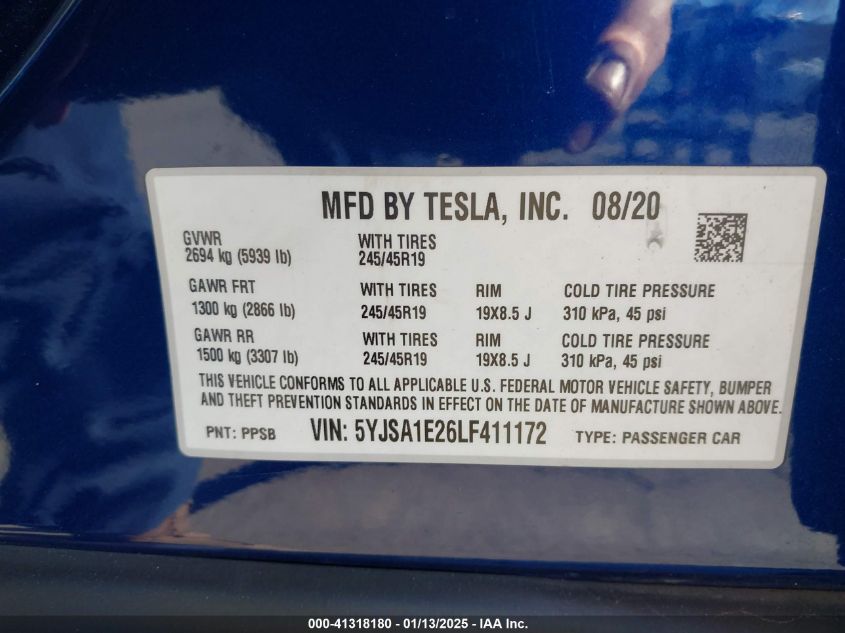 MFD BY TESLA, INC. 08/20
GVWR WITH TIRES
2694 kg (5939 lb) 245/45R19
GAWR FRT WITH TIRES RIM COLD TIRE PRESSURE
1300 kg (2866 lb) 245/45R19 19X8.5 J 310 kPa, 45 psi
GAWR RR WITH TIRES RIM COLD TIRE PRESSURE
1500 kg (3307 lb) 245/45R19 19X8.5 J 310 kPa, 45 psi
THIS VEHICLE CONFORMS TO ALL APPLICABLE U.S. FEDERAL MOTOR VEHICLE SAFETY, BUMPER
AND THEFT PREVENTION STANDARDS IN EFFECT ON THE DATE OF MANUFACTURE SHOWN ABOVE.
PNT: PPSB VIN: 5YJSA1E26LF411172 TYPE: PASSENGER CAR
000-41318180 - 01/13/2025 - IAA Inc.